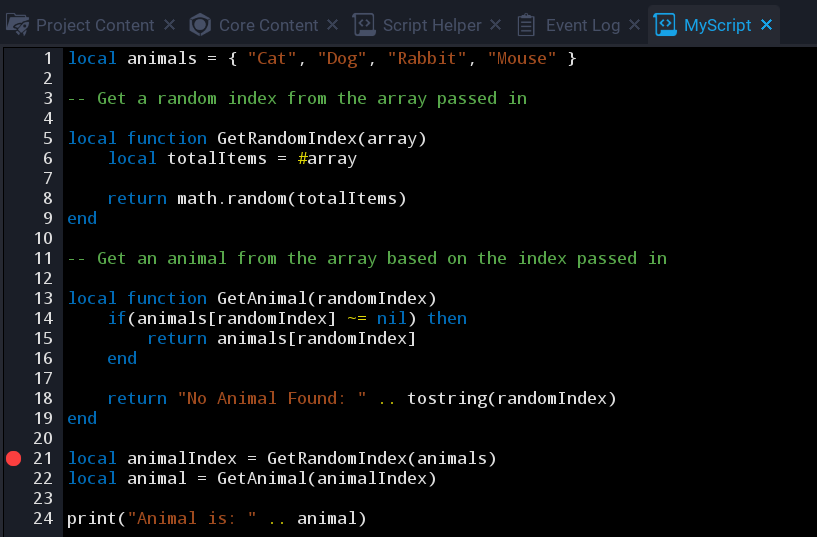 Project Content Core Content Script Helper Event Log MyScript
1 local animals = { "Cat", "Dog", "Rabbit", "Mouse" }
2
3 -- Get a random index from the array passed in
4
5 local function GetRandomIndex(array)
6     local totalItems = #array
7
8     return math.random(totalItems)
9 end
10
11 -- Get an animal from the array based on the index passed in
12
13 local function GetAnimal(randomIndex)
14     if(animals[randomIndex] ~= nil) then
15         return animals[randomIndex]
16     end
17
18     return "No Animal Found: " .. tostring(randomIndex)
19 end
20
21 local animalIndex = GetRandomIndex(animals)
22 local animal = GetAnimal(animalIndex)
23
24 print("Animal is: " .. animal)